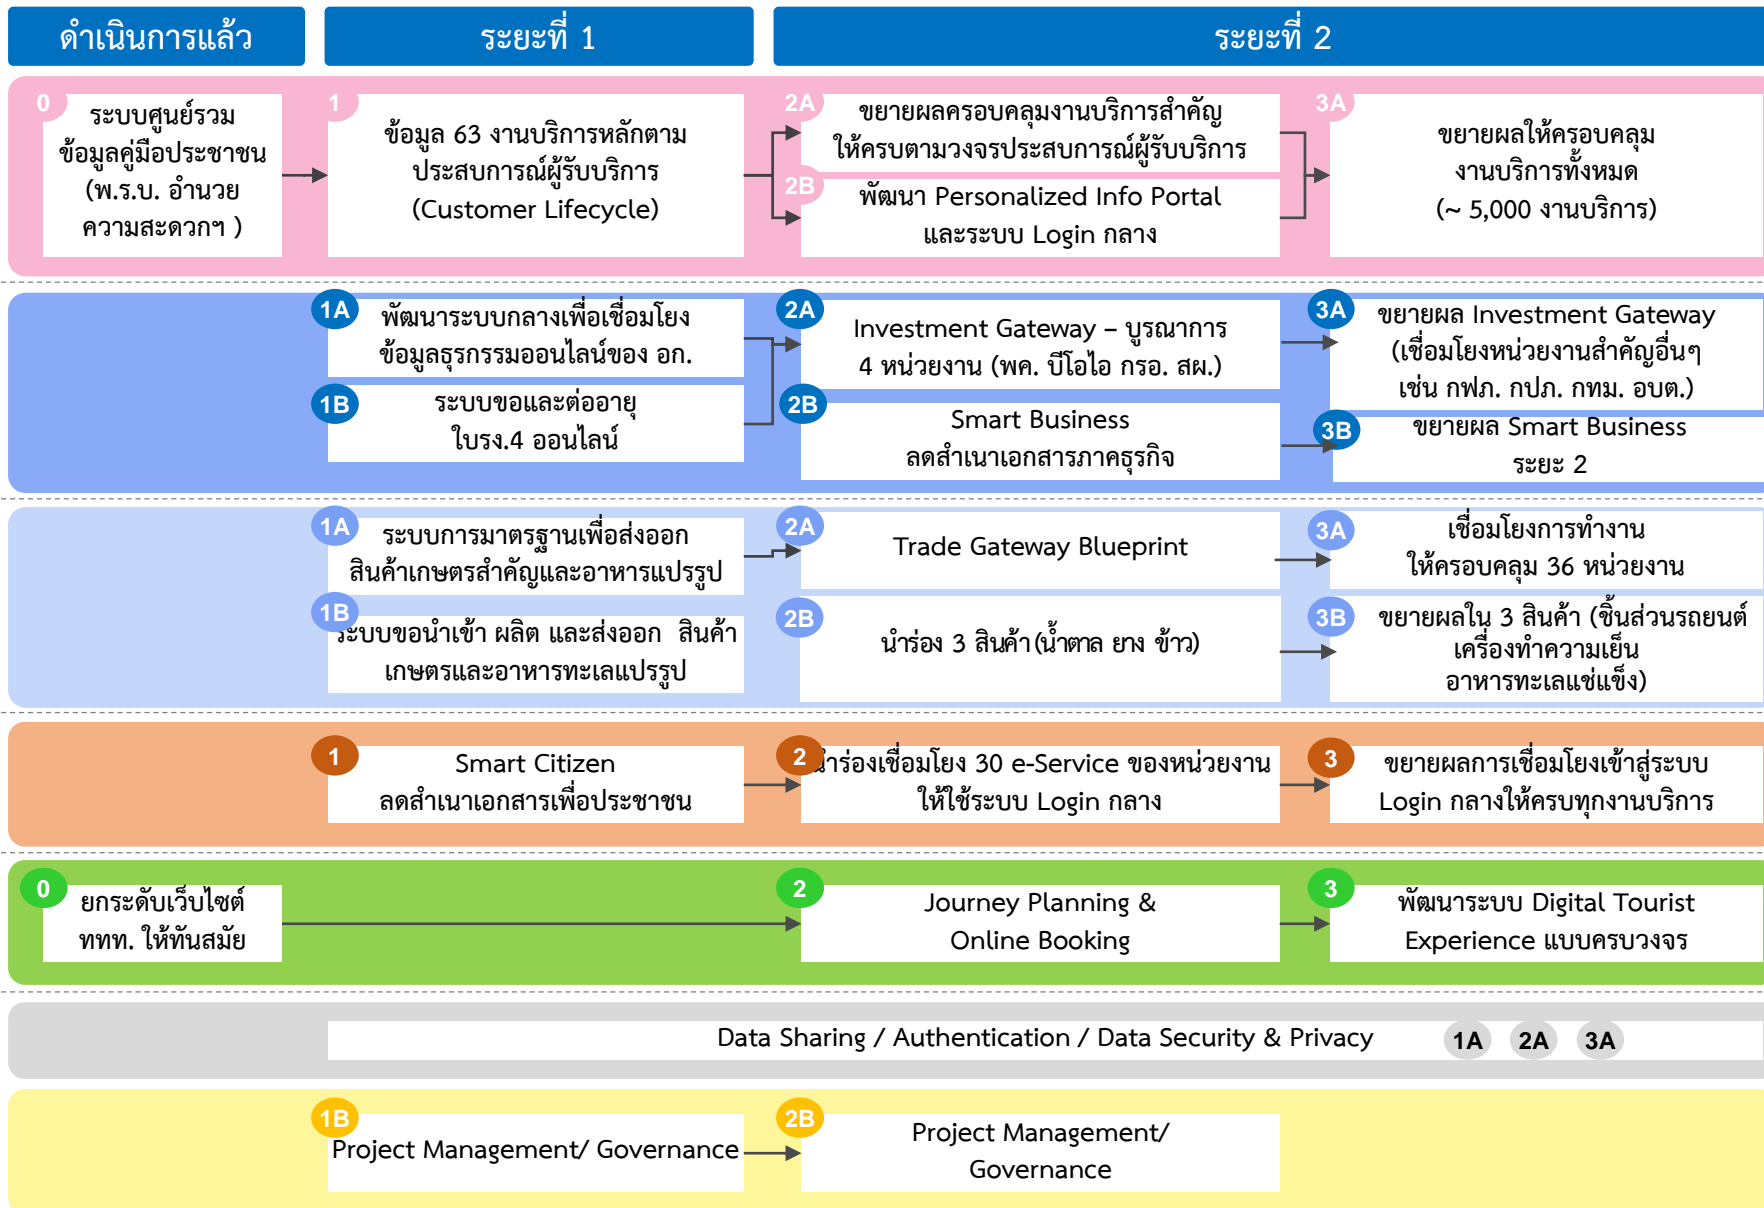 ดำเนินการแล้ว
ระยะที่ 1
ระยะที่ 2
0
ระบบศูนย์รวม
ข้อมูลคู่มือประชาชน
(พ.ร.บ. อำนวย
ความสะดวกฯ )
1
ข้อมูล 63 งานบริการหลักตาม
ประสบการณ์ผู้รับบริการ
(Customer Lifecycle)
2A
ขยายผลครอบคลุมงานบริการสำคัญ
ให้ครบตามวงจรประสบการณ์ผู้รับบริการ
2B
พัฒนา Personalized Info Portal
และระบบ Login กลาง
3A
ขยายผลให้ครอบคลุม
งานบริการทั้งหมด
(~ 5,000 งานบริการ)
1A
พัฒนาระบบกลางเพื่อเชื่อมโยง
ข้อมูลธุรกรรมออนไลน์ของ อก.
1B
ระบบขอและต่ออายุ
ใบรง.4 ออนไลน์
2A
Investment Gateway – บูรณาการ
4 หน่วยงาน (พค. บีโอไอ กรอ. สผ.)
2B
Smart Business
ลดสำเนาเอกสารภาคธุรกิจ
3A
ขยายผล Investment Gateway
(เชื่อมโยงหน่วยงานสำคัญอื่นๆ
เช่น กฟภ. กปภ. กทม. อบต.)
3B
ขยายผล Smart Business
ระยะ 2
1A
ระบบการมาตรฐานเพื่อส่งออก
สินค้าเกษตรสำคัญและอาหารแปรรูป
1B
ระบบขอนำเข้า ผลิต และส่งออก สินค้า
เกษตรและอาหารทะเลแปรรูป
2A
Trade Gateway Blueprint
2B
นำร่อง 3 สินค้า (น้ำตาล ยาง ข้าว)
3A
เชื่อมโยงการทำงาน
ให้ครอบคลุม 36 หน่วยงาน
3B
ขยายผลใน 3 สินค้า (ชิ้นส่วนรถยนต์
เครื่องทำความเย็น
อาหารทะเลแช่แข็ง)
1
Smart Citizen
ลดสำเนาเอกสารเพื่อประชาชน
2
นำร่องเชื่อมโยง 30 e-Service ของหน่วยงาน
ให้ใช้ระบบ Login กลาง
3
ขยายผลการเชื่อมโยงเข้าสู่ระบบ
Login กลางให้ครบทุกงานบริการ
0
ยกระดับเว็บไซต์
ททท. ให้ทันสมัย
2
Journey Planning &
Online Booking
3
พัฒนาระบบ Digital Tourist
Experience แบบครบวงจร
Data Sharing / Authentication / Data Security & Privacy 1A 2A 3A
1B
Project Management/ Governance
2B
Project Management/
Governance